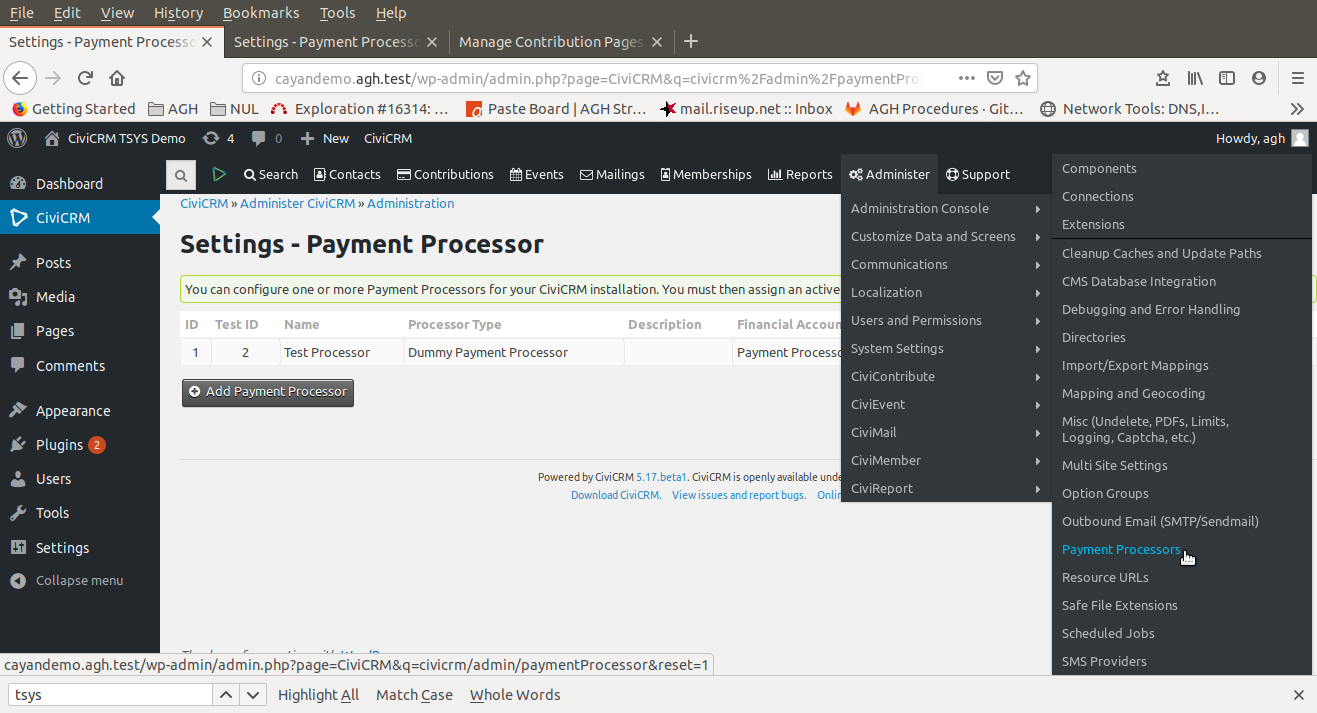 File Edit View History Bookmarks Tools Help
Settings - Payment Processo
Settings - Payment Processo
Manage Contribution Pages
cayandemo.agh.test/wp-admin/admin.php?page=CiviCRM&q=civicrm%2Fadmin%2FpaymentPro
Getting Started AGH NUL Exploration #16314: … Paste Board | AGH Str… mail.riseup.net :: Inbox AGH Procedures · Git… Network Tools: DNS,I…
CiviCRM TSYS Demo 4 0 New CiviCRM Howdy, agh
Dashboard
CiviCRM
Posts
Media
Pages
Comments
Appearance
Plugins 2
Users
Tools
Settings
Collapse menu
Search Contacts Contributions Events Mailings Memberships Reports Administer Support
CiviCRM » Administer CiviCRM » Administration
Settings - Payment Processor
You can configure one or more Payment Processors for your CiviCRM installation. You must then assign an active
ID Test ID Name Processor Type Description Financial Accoun
1 2 Test Processor Dummy Payment Processor Payment Processo
Add Payment Processor
Powered by CiviCRM 5.17.beta1. CiviCRM is openly available unde
Download CiviCRM. View issues and report bugs. Onlin
Administration Console
Customize Data and Screens
Communications
Localization
Users and Permissions
System Settings
CiviContribute
CiviEvent
CiviMail
CiviMember
CiviReport
Components
Connections
Extensions
Cleanup Caches and Update Paths
CMS Database Integration
Debugging and Error Handling
Directories
Import/Export Mappings
Mapping and Geocoding
Misc (Undelete, PDFs, Limits,
Logging, Captcha, etc.)
Multi Site Settings
Option Groups
Outbound Email (SMTP/Sendmail)
Payment Processors
Resource URLs
Safe File Extensions
Scheduled Jobs
SMS Providers
cayandemo.agh.test/wp-admin/admin.php?page=CiviCRM&q=civicrm/admin/paymentProcessor&reset=1
tsys Highlight All Match Case Whole Words